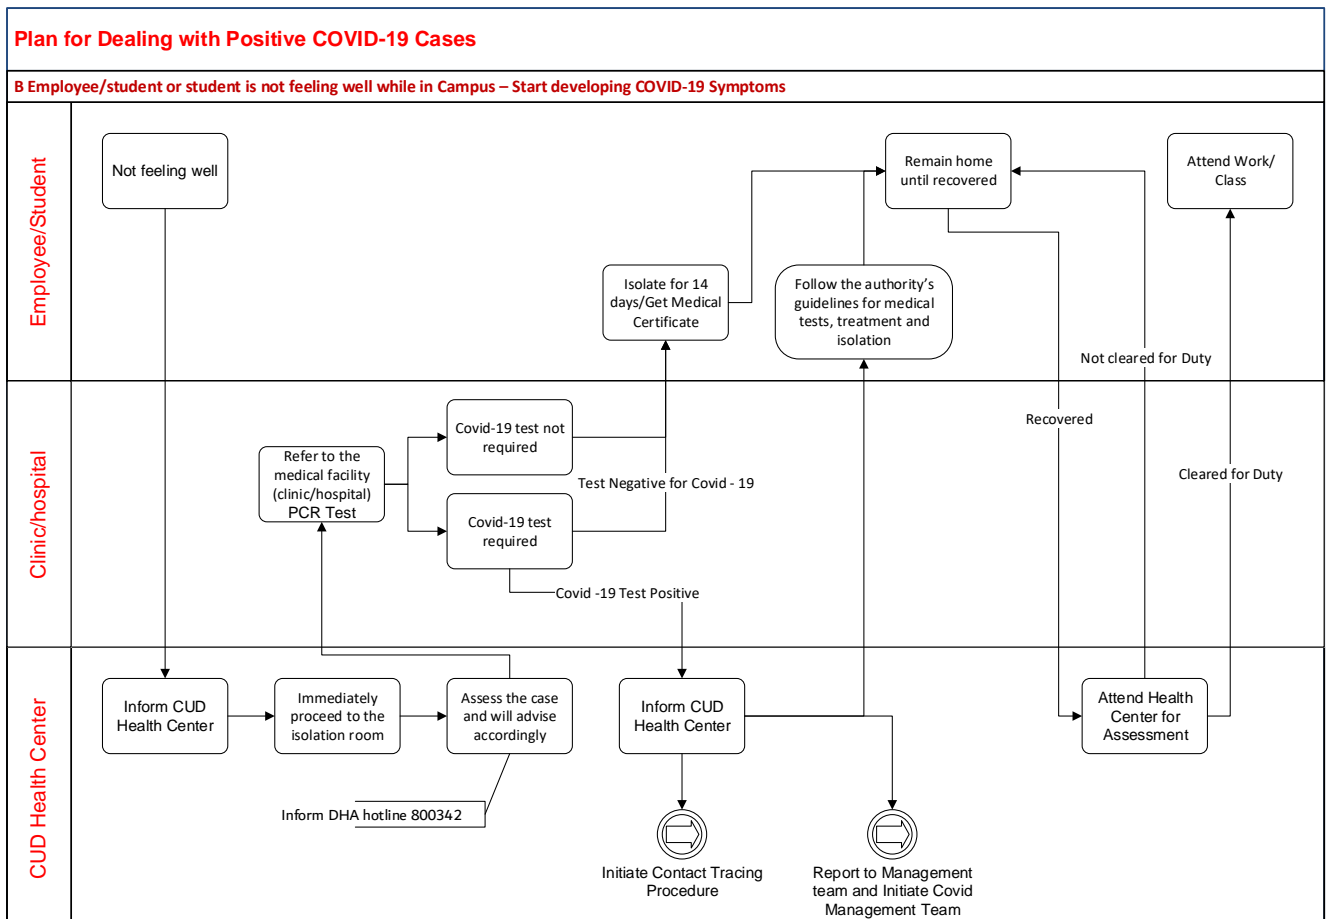 Plan for Dealing with Positive COVID-19 Cases
B Employee/student or student is not feeling well while in Campus – Start developing COVID-19 Symptoms
Employee/Student
Not feeling well
Remain home
until recovered
Attend Work/
Class
Isolate for 14
days/Get Medical
Certificate
Follow the authority’s
guidelines for medical
tests, treatment and
isolation
Not cleared for Duty
Clinic/hospital
Refer to the
medical facility
(clinic/hospital)
PCR Test
Covid-19 test not
required
Test Negative for Covid - 19
Covid-19 test
required
Covid -19 Test Positive
Recovered
Cleared for Duty
CUD Health Center
Inform CUD
Health Center
Immediately
proceed to the
isolation room
Assess the case
and will advise
accordingly
Inform DHA hotline 800342
Inform CUD
Health Center
Attend Health
Center for
Assessment
Initiate Contact Tracing
Procedure
Report to Management
team and Initiate Covid
Management Team